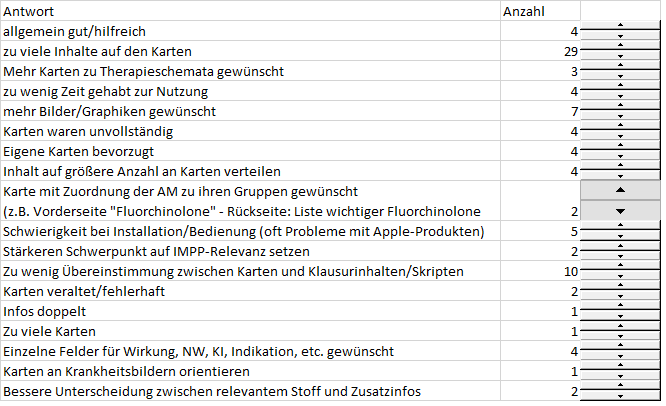 Antwort Anzahl
allgemein gut/hilfreich 4
zu viele Inhalte auf den Karten 29
Mehr Karten zu Therapieschemata gewünscht 3
zu wenig Zeit gehabt zur Nutzung 4
mehr Bilder/Graphiken gewünscht 7
Karten waren unvollständig 4
Eigene Karten bevorzugt 4
Inhalt auf größere Anzahl an Karten verteilen 4
Karte mit Zuordnung der AM zu ihren Gruppen gewünscht
(z.B. Vorderseite "Fluorchinolone" - Rückseite: Liste wichtiger Fluorchinolone 2
Schwierigkeit bei Installation/Bedienung (oft Probleme mit Apple-Produkten) 5
Stärkeren Schwerpunkt auf IMPP-Relevanz setzen 2
Zu wenig Übereinstimmung zwischen Karten und Klausurinhalten/Skripten 10
Karten veraltet/fehlerhaft 2
Infos doppelt 1
Zu viele Karten 1
Einzelne Felder für Wirkung, NW, KI, Indikation, etc. gewünscht 4
Karten an Krankheitsbildern orientieren 1
Bessere Unterscheidung zwischen relevantem Stoff und Zusatzinfos 2